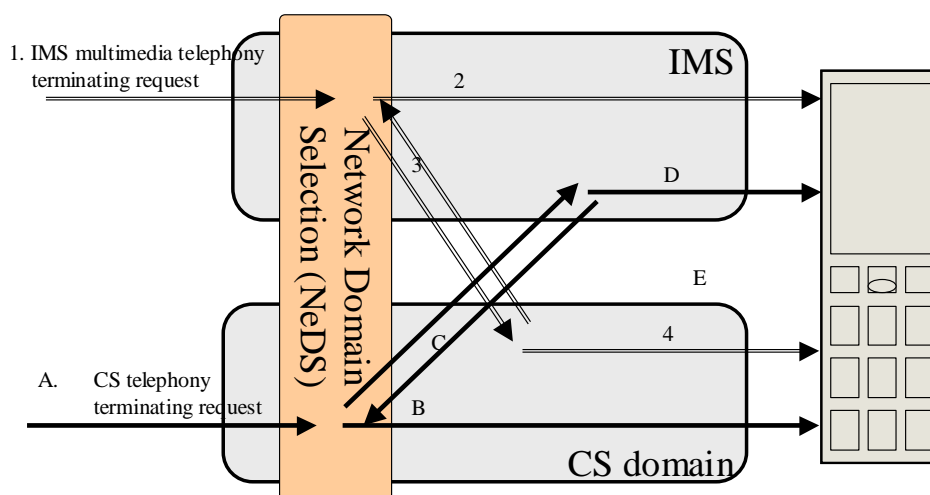 1. IMS multimedia telephony
terminating request
IMS
2
3
D
Network Domain
Selection (NeDS)
E
C
4
A. CS telephony
terminating request
B
CS domain